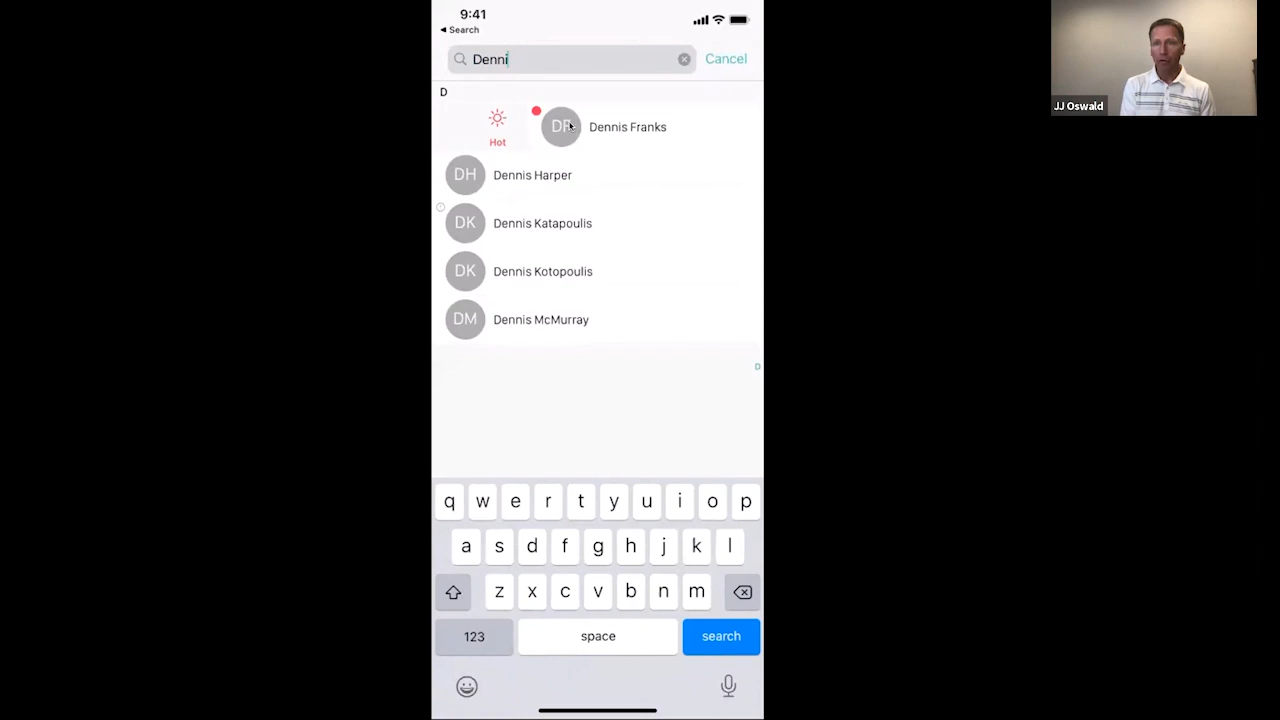 9:41
Search
Denni
Cancel
D
Hot
Dennis Franks
DH
Dennis Harper
DK
Dennis Katapoulis
DK
Dennis Kotopoulis
DM
Dennis McMurray
D
q w e r t y u i o p
a s d f g h j k l
z x c v b n m
123
space
search
JJ Oswald